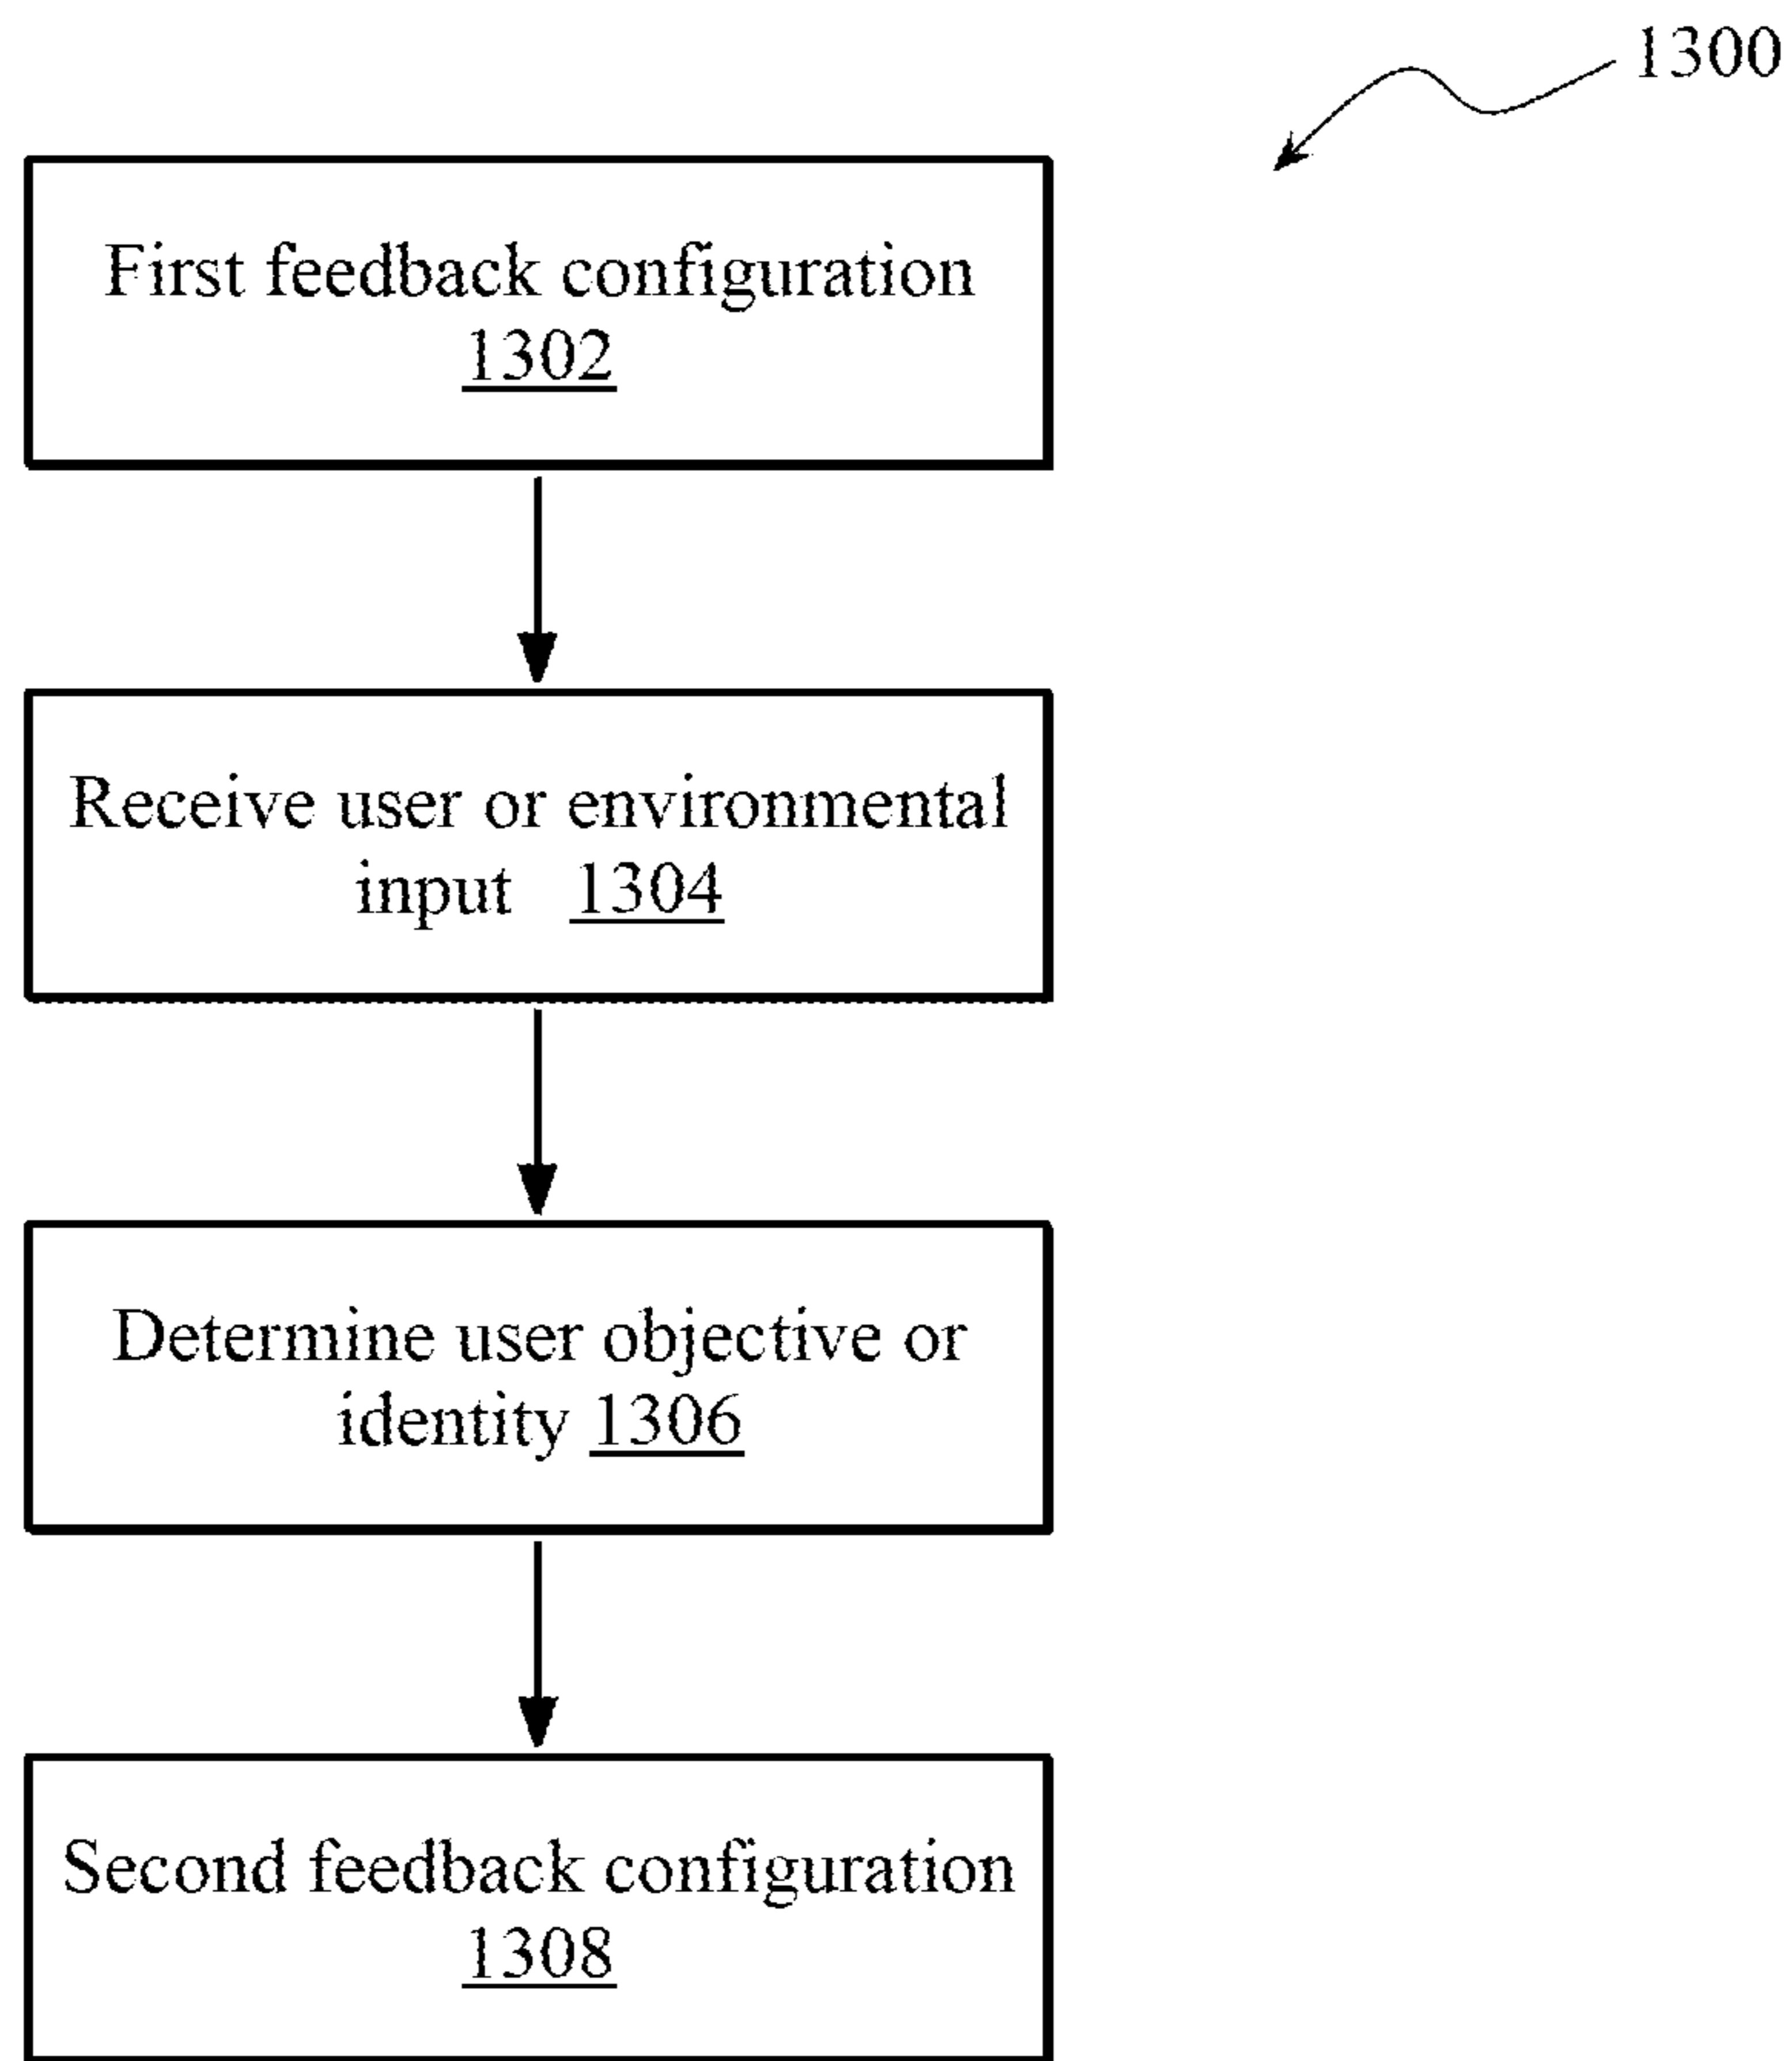 1300
First feedback configuration
1302
Receive user or environmental
input 1304
Determine user objective or
identity 1306
Second feedback configuration
1308